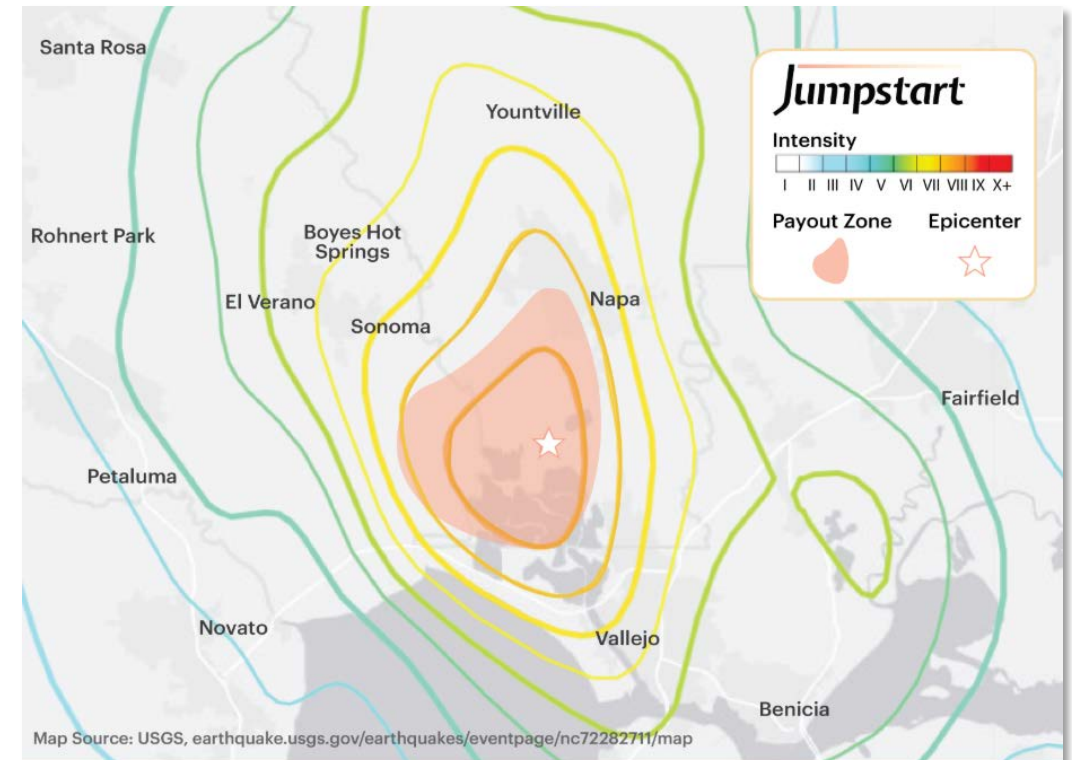 Santa Rosa
Jumpstart
Yountville
Intensity
I II III IV V VI VII VIII IX X+
Payout Zone Epicenter
Rohnert Park
Boyes Hot
Springs
El Verano
Napa
Sonoma
Fairfield
Petaluma
Novato
Vallejo
Benicia
Map Source: USGS, earthquake.usgs.gov/earthquakes/eventpage/nc72282711/map